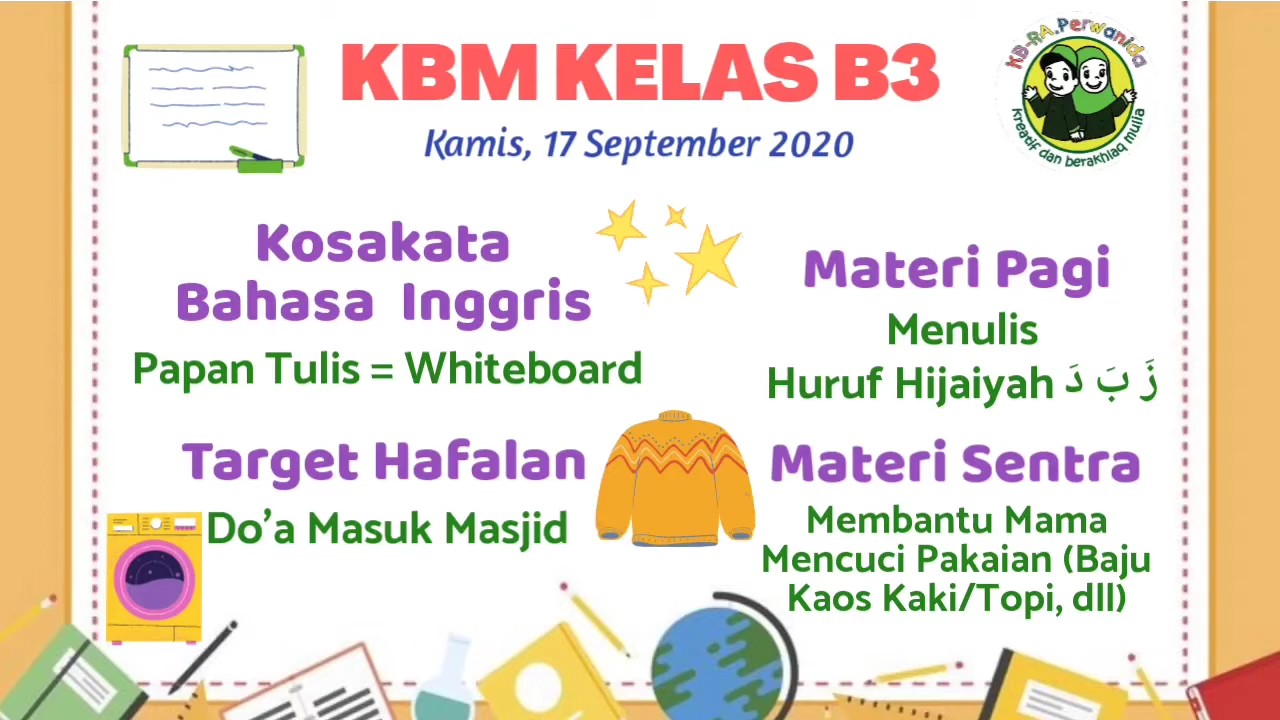 KBM KELAS B3
Kamis, 17 September 2020
KB-RA.Perwanida
Kreatif dan berakhlaq mulia
Kosakata
Bahasa Inggris
Papan Tulis = Whiteboard
Materi Pagi
Menulis
Huruf Hijaiyah زَ بَ دَ
Target Hafalan
Do'a Masuk Masjid
Materi Sentra
Membantu Mama
Mencuci Pakaian (Baju
Kaos Kaki/Topi, dll)